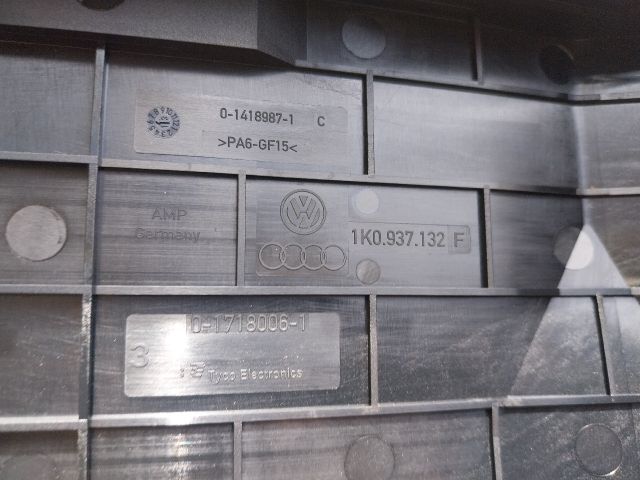 0-1418987-1 C
>PA6-GF15<
AMP
Germany
1K0.937.132 F
0-1718006-1
3
Tyco Electronics